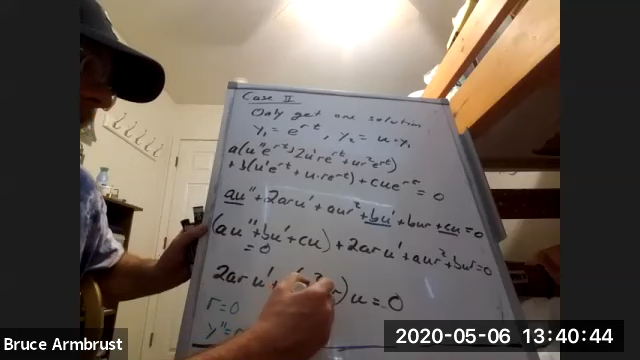 Case II
Only get one solution
y₁ = e^(rt), y₂ = u·y₁
a(u''e^(rt) + 2u're^(rt) + ur²e^(rt))
+ b(u'e^(rt) + u·re^(rt)) + cue^(rt) = 0
au'' + 2aru' + aur² + bu' + bur + cu = 0
(au'' + bu' + cu) + 2aru' + aur² + bur = 0
= 0
2aru' + u = 0
r = 0
y'' =
Bruce Armbrust
2020-05-06 13:40:44